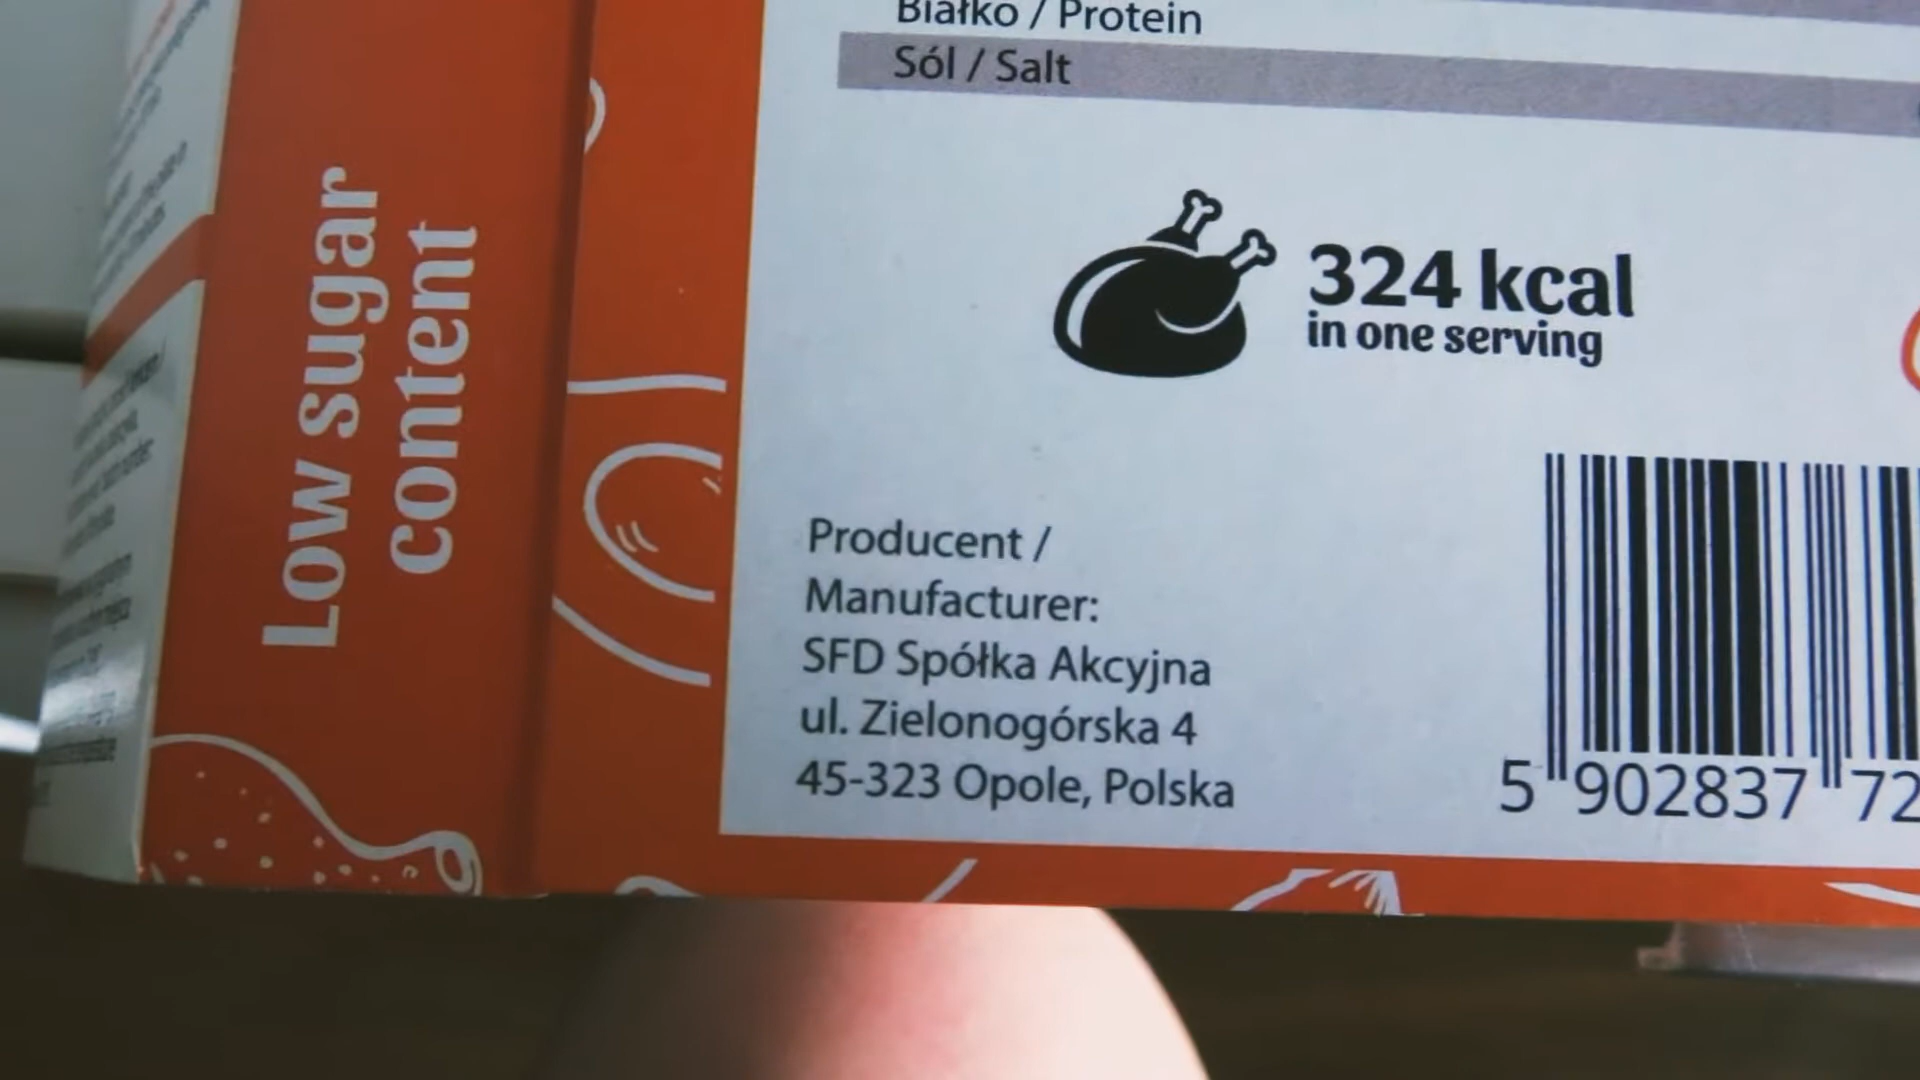 Białko / Protein
Sól / Salt
Low sugar
content
324 kcal
in one serving
Producent /
Manufacturer:
SFD Spółka Akcyjna
ul. Zielonogórska 4
45-323 Opole, Polska
5 902837 72